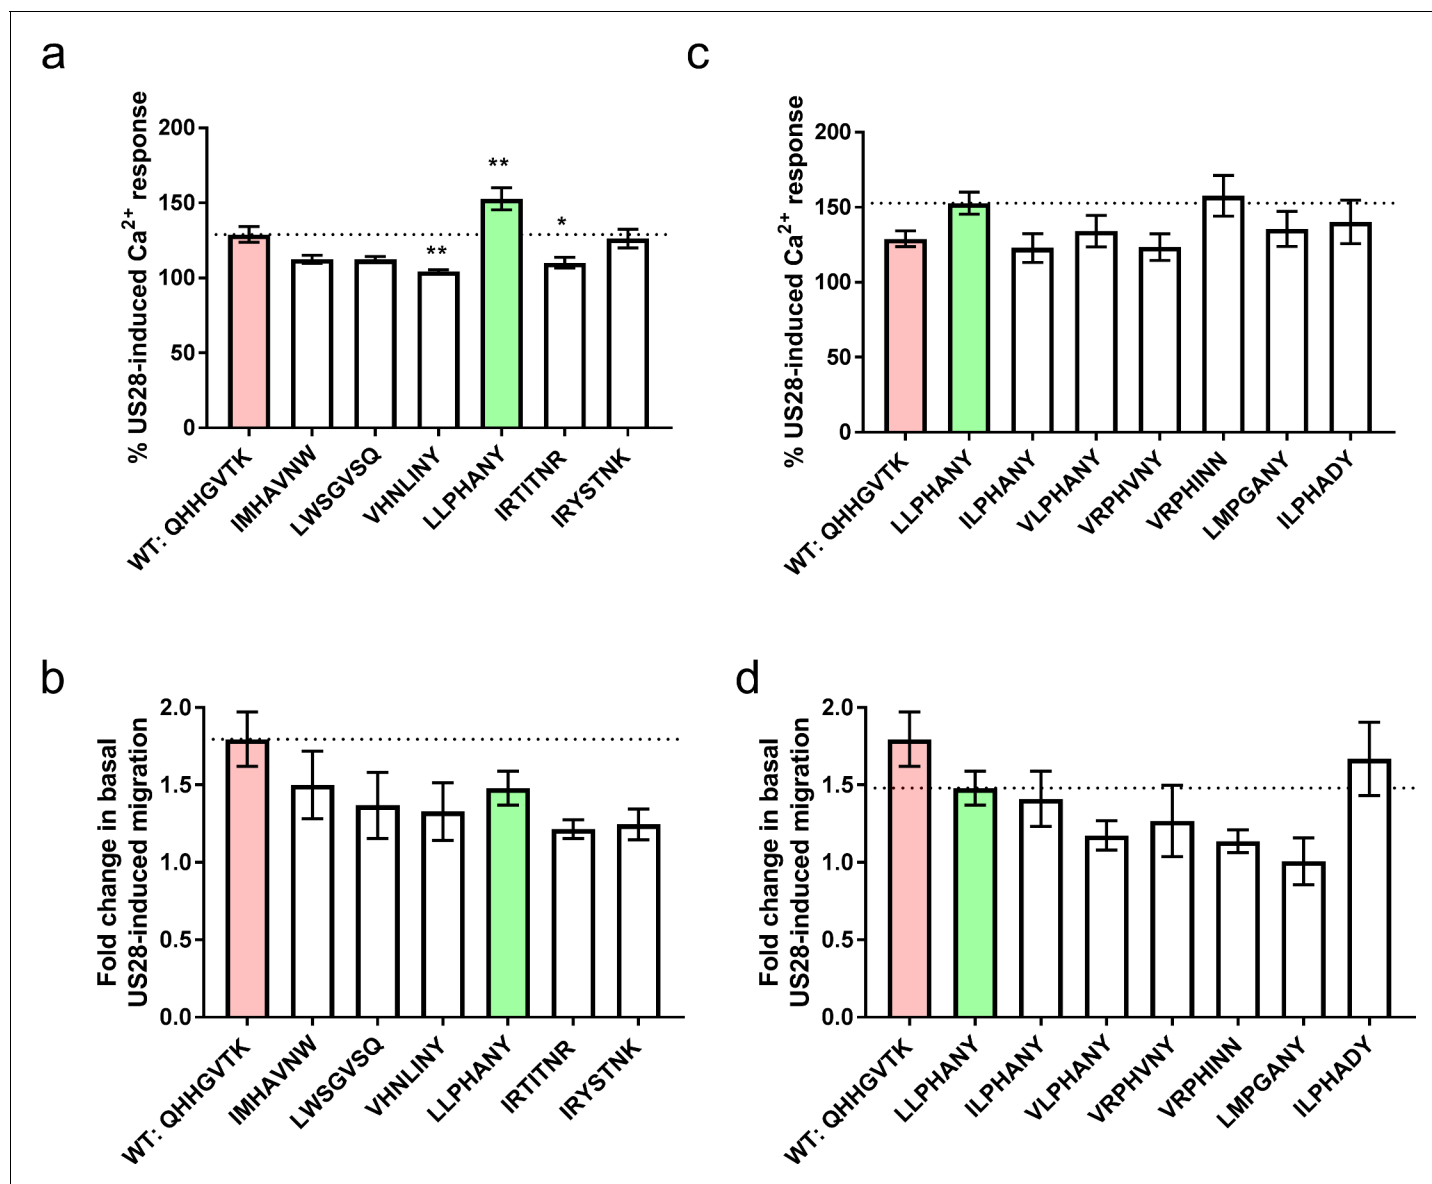 a
% US28-induced Ca2+ response
200
150
100
50
0
**
**
*
WT: QHHGVTK
IMHAVNW
LWSGVSQ
VHNLINY
LLPHANY
IRTITNR
IRYSTNK
c
% US28-induced Ca2+ response
200
150
100
50
0
WT: QHHGVTK
LLPHANY
ILPHANY
VLPHANY
VRPHVNY
VRPHINN
LMPGANY
ILPHADY
b
Fold change in basal
US28-induced migration
2.0
1.5
1.0
0.5
0.0
WT: QHHGVTK
IMHAVNW
LWSGVSQ
VHNLINY
LLPHANY
IRTITNR
IRYSTNK
d
Fold change in basal
US28-induced migration
2.0
1.5
1.0
0.5
0.0
WT: QHHGVTK
LLPHANY
ILPHANY
VLPHANY
VRPHVNY
VRPHINN
LMPGANY
ILPHADY